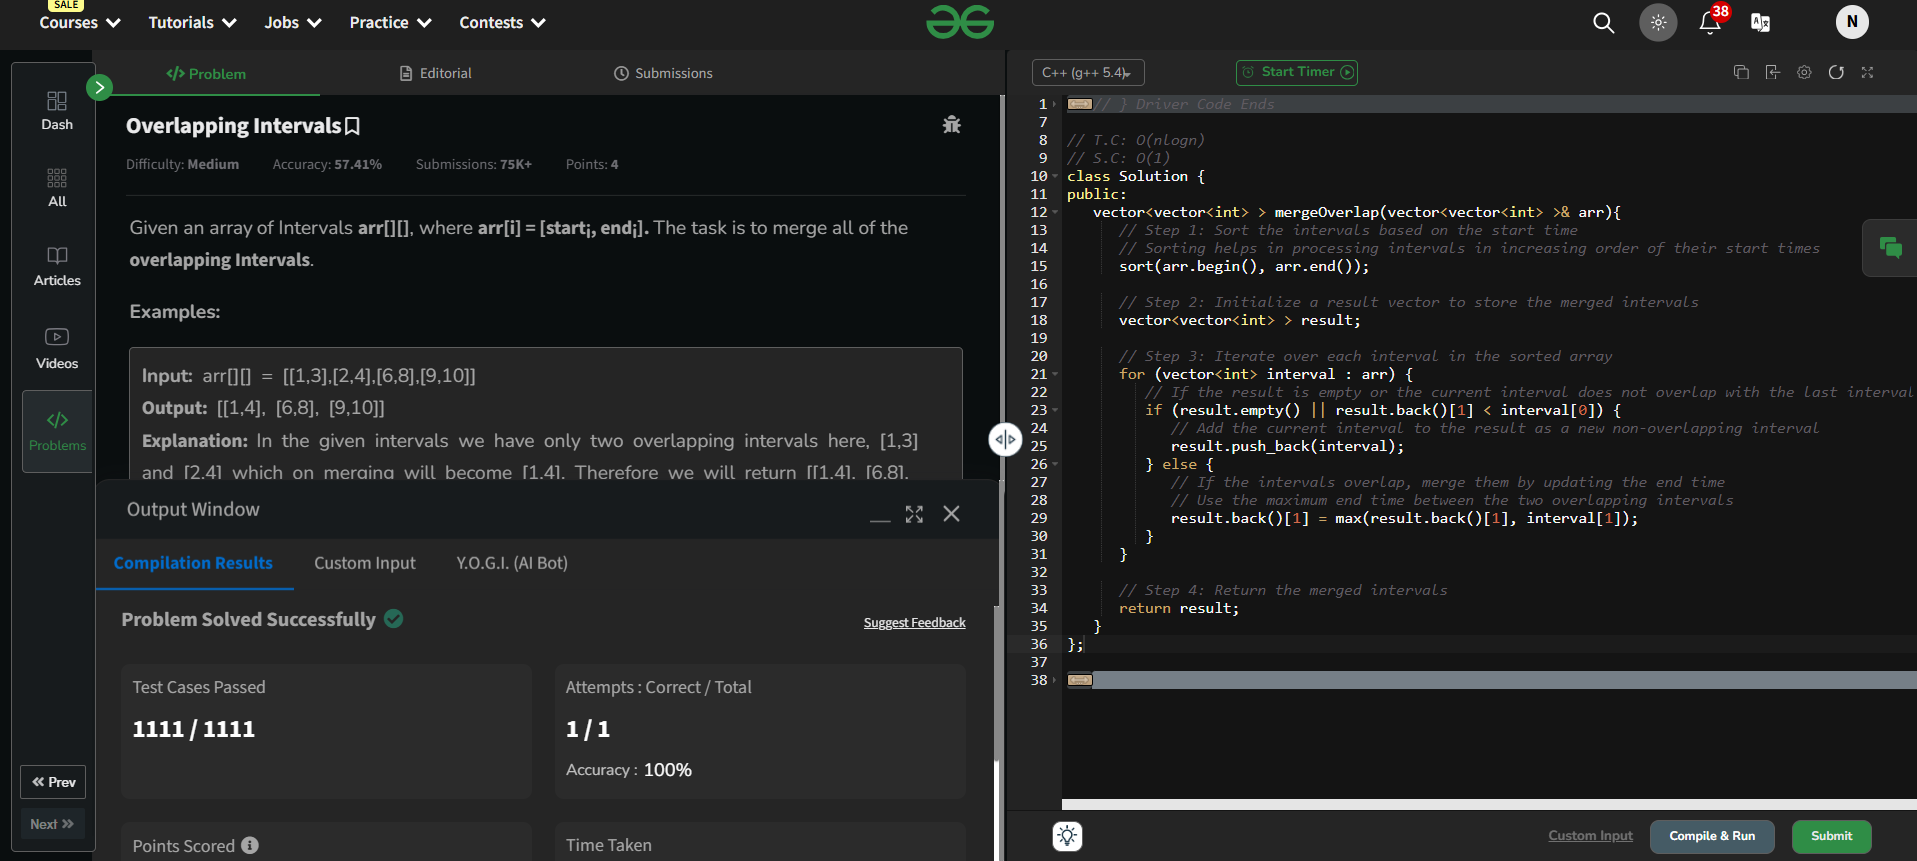 SALE
Courses Tutorials Jobs Practice Contests
38
N
Dash
All
Articles
Videos
Problems
Prev
Next
Problem Editorial Submissions
Overlapping Intervals
Difficulty: Medium Accuracy: 57.41% Submissions: 75K+ Points: 4
Given an array of Intervals arr[][], where arr[i] = [starti, endi]. The task is to merge all of the
overlapping Intervals.
Examples:
Input: arr[][] = [[1,3],[2,4],[6,8],[9,10]]
Output: [[1,4], [6,8], [9,10]]
Explanation: In the given intervals we have only two overlapping intervals here, [1,3]
and [2,4] which on merging will become [1,4]. Therefore we will return [[1,4], [6,8],
Output Window
Compilation Results Custom Input Y.O.G.I. (AI Bot)
Problem Solved Successfully
Suggest Feedback
Test Cases Passed
1111 / 1111
Attempts : Correct / Total
1 / 1
Accuracy : 100%
Points Scored
Time Taken
C++ (g++ 5.4) Start Timer
1 // } Driver Code Ends
7
8 // T.C: O(nlogn)
9 // S.C: O(1)
10 class Solution {
11 public:
12 vector<vector<int> > mergeOverlap(vector<vector<int> >& arr){
13 // Step 1: Sort the intervals based on the start time
14 // Sorting helps in processing intervals in increasing order of their start times
15 sort(arr.begin(), arr.end());
16
17 // Step 2: Initialize a result vector to store the merged intervals
18 vector<vector<int> > result;
19
20 // Step 3: Iterate over each interval in the sorted array
21 for (vector<int> interval : arr) {
22 // If the result is empty or the current interval does not overlap with the last interval
23 if (result.empty() || result.back()[1] < interval[0]) {
24 // Add the current interval to the result as a new non-overlapping interval
25 result.push_back(interval);
26 } else {
27 // If the intervals overlap, merge them by updating the end time
28 // Use the maximum end time between the two overlapping intervals
29 result.back()[1] = max(result.back()[1], interval[1]);
30 }
31 }
32
33 // Step 4: Return the merged intervals
34 return result;
35 }
36 };
37
38
Custom Input Compile & Run Submit